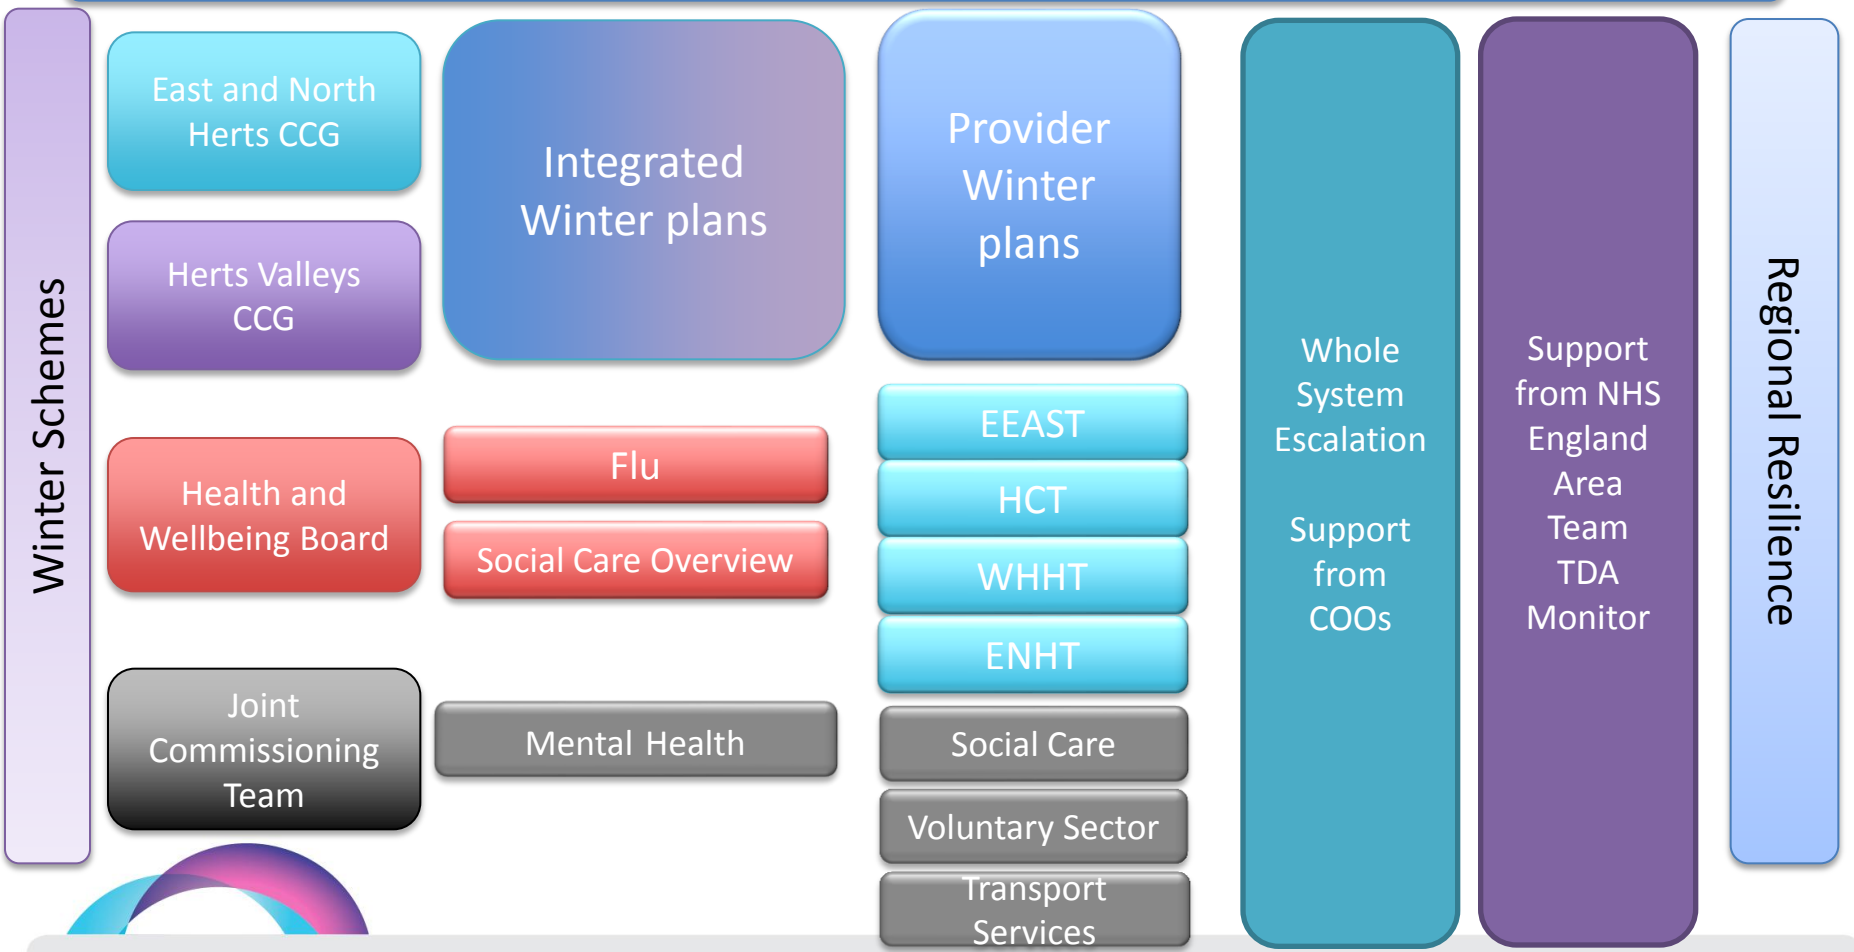 Winter Schemes
East and North
Herts CCG
Herts Valleys
CCG
Health and
Wellbeing Board
Joint
Commissioning
Team
Integrated
Winter plans
Flu
Social Care Overview
Mental Health
Provider
Winter
plans
EEAST
HCT
WHHT
ENHT
Social Care
Voluntary Sector
Transport
Services
Whole
System
Escalation
Support
from
COOs
Support
from NHS
England
Area
Team
TDA
Monitor
Regional Resilience